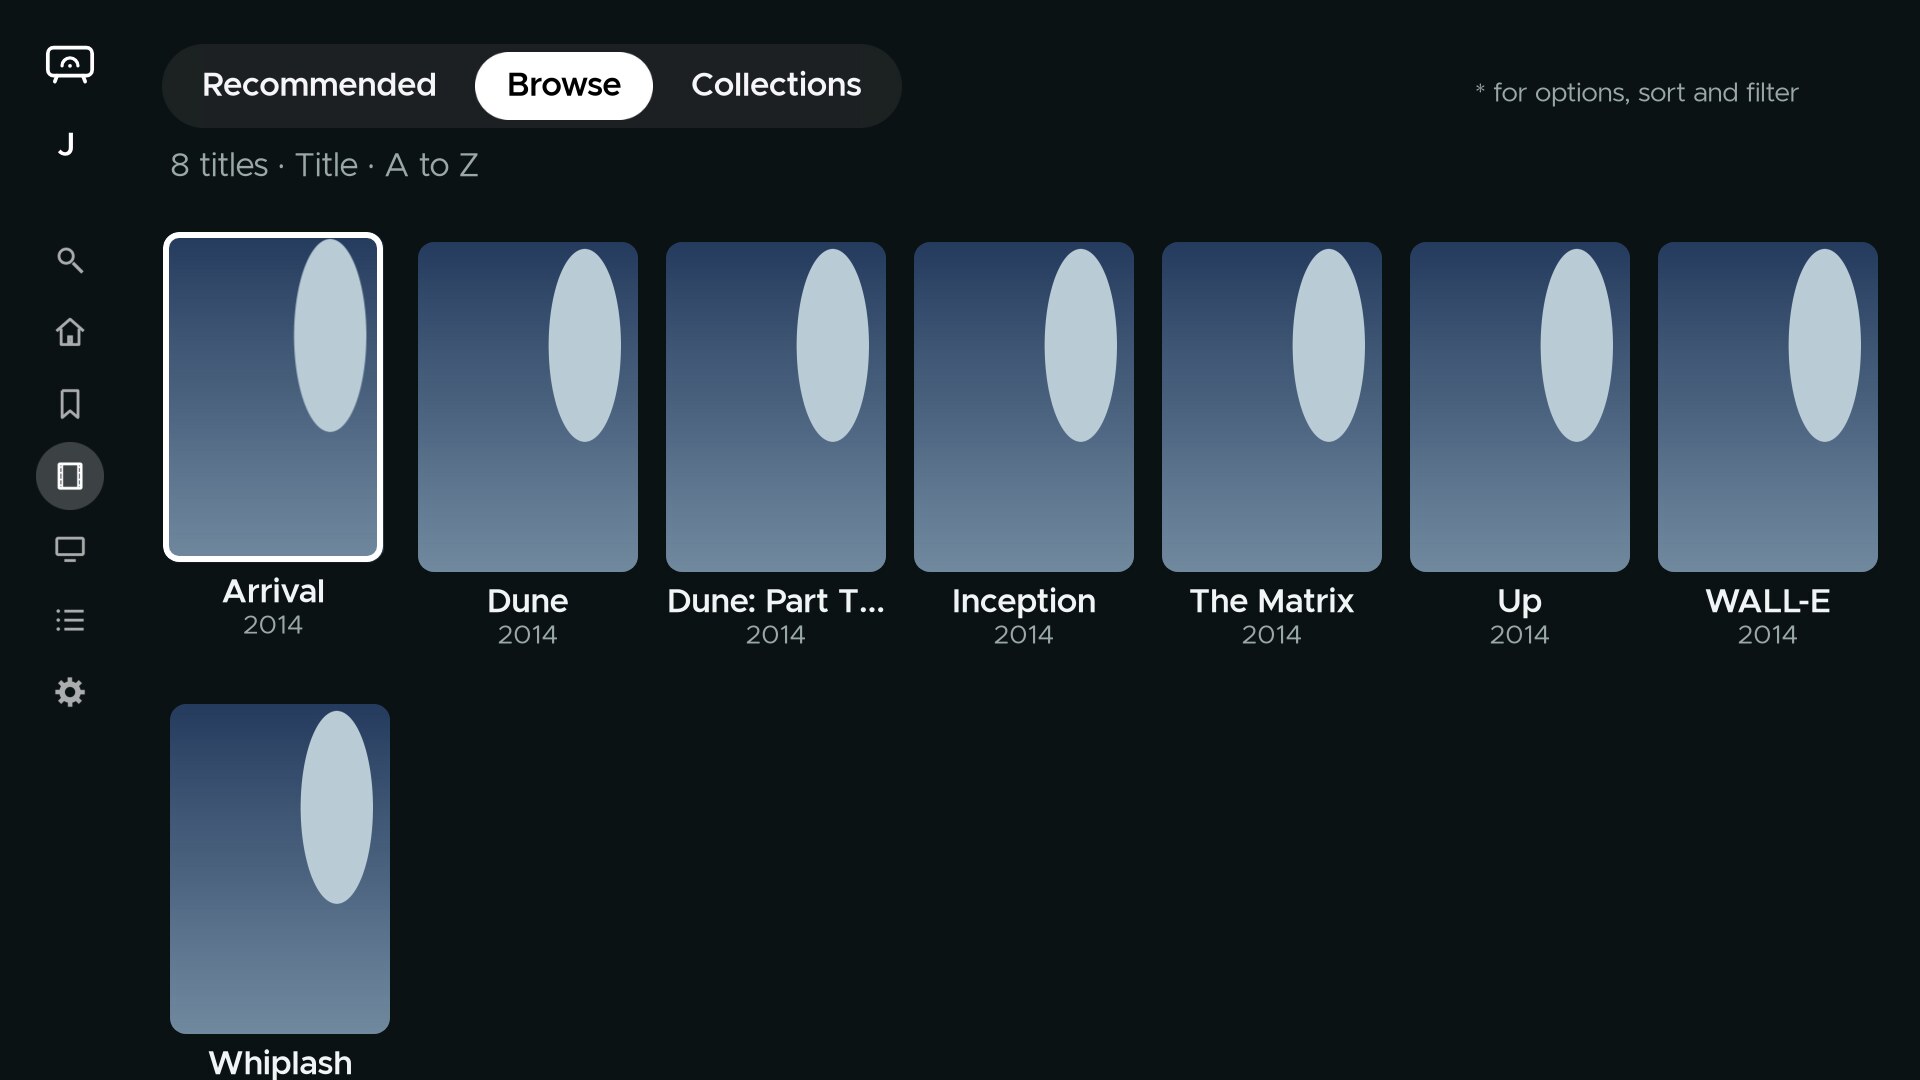 Recommended Browse Collections
* for options, sort and filter
J
8 titles · Title · A to Z
Arrival
2014
Dune
2014
Dune: Part T...
2014
Inception
2014
The Matrix
2014
Up
2014
WALL-E
2014
Whiplash